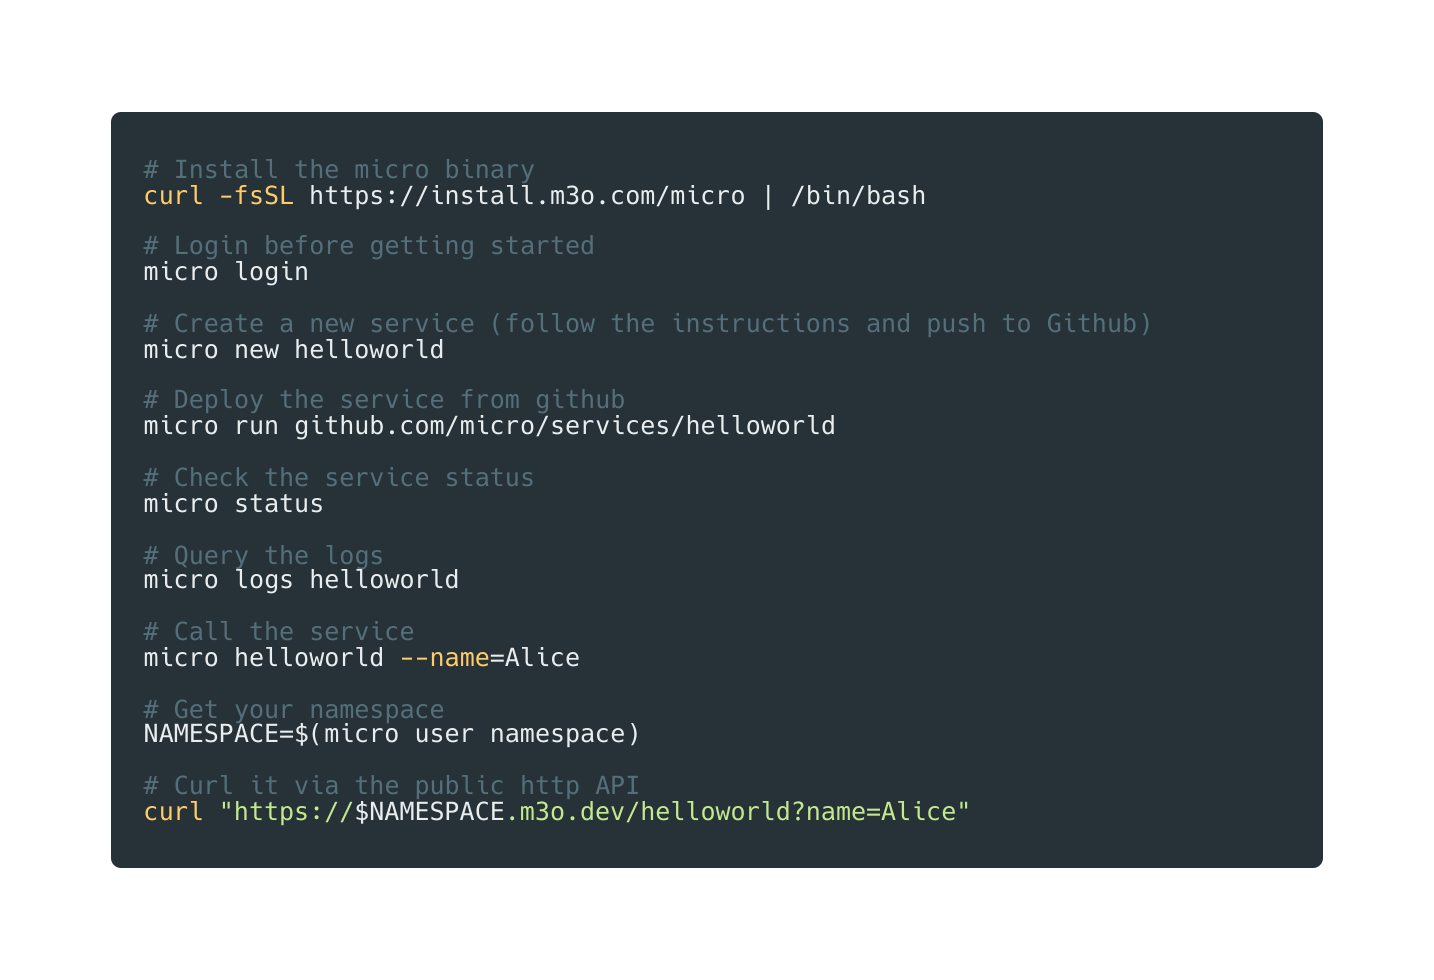 # Install the micro binary
curl -fsSL https://install.m3o.com/micro | /bin/bash
# Login before getting started
micro login
# Create a new service (follow the instructions and push to Github)
micro new helloworld
# Deploy the service from github
micro run github.com/micro/services/helloworld
# Check the service status
micro status
# Query the logs
micro logs helloworld
# Call the service
micro helloworld --name=Alice
# Get your namespace
NAMESPACE=$(micro user namespace)
# Curl it via the public http API
curl "https://$NAMESPACE.m3o.dev/helloworld?name=Alice"